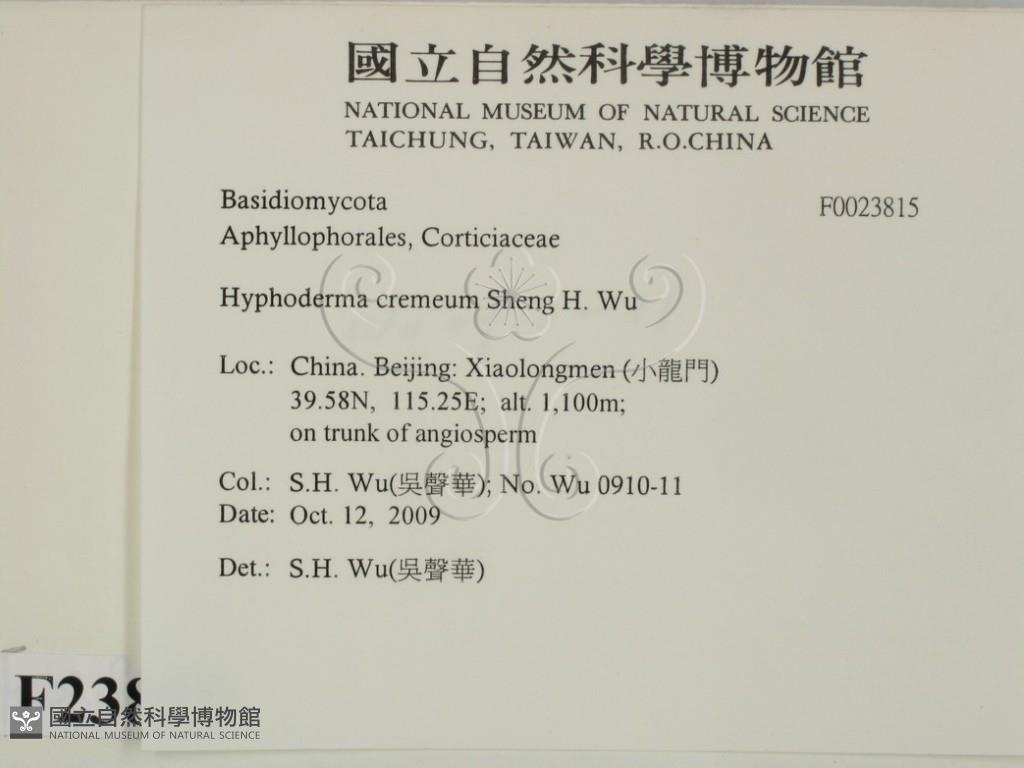 國立自然科學博物館
NATIONAL MUSEUM OF NATURAL SCIENCE
TAICHUNG, TAIWAN, R.O.CHINA
Basidiomycota
F0023815
Aphyllophorales, Corticiaceae
Hyphoderma cremeum Sheng H. Wu
Loc.: China. Beijing: Xiaolongmen (小龍門)
39.58N, 115.25E; alt. 1,100m;
on trunk of angiosperm
Col.: S.H. Wu(吳聲華); No. Wu 0910-11
Date: Oct. 12, 2009
Det.: S.H. Wu(吳聲華)
F238
國立自然科學博物館
NATIONAL MUSEUM OF NATURAL SCIENCE